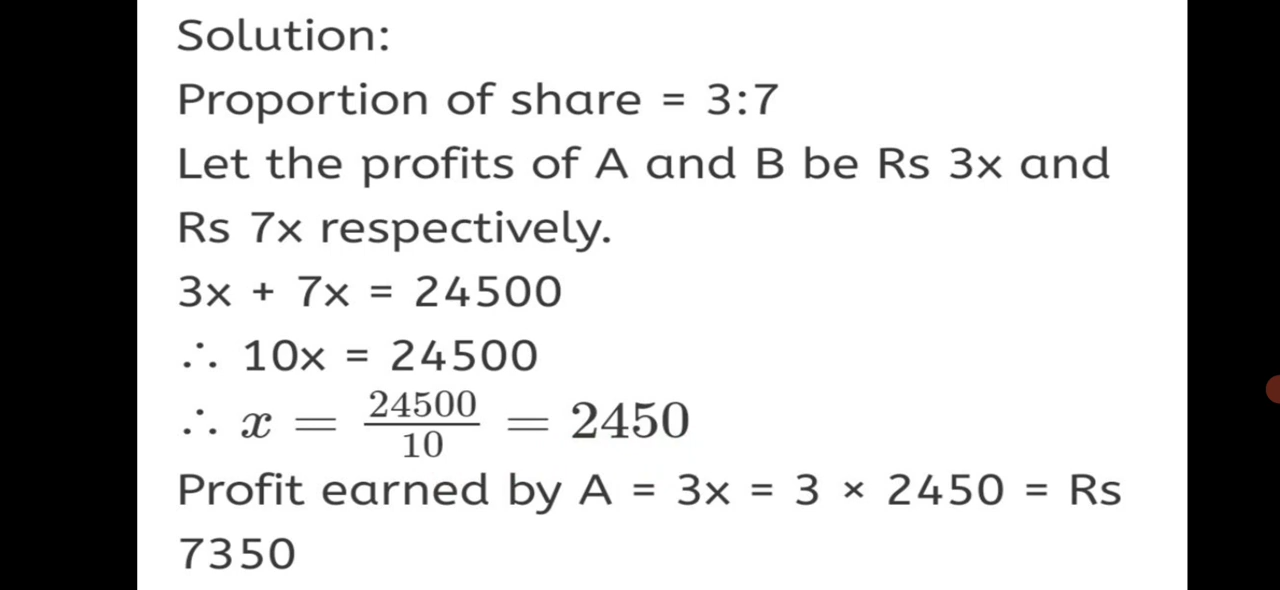 Solution:
Proportion of share = 3:7
Let the profits of A and B be Rs 3x and
Rs 7x respectively.
3x + 7x = 24500
∴ 10x = 24500
∴ x = 24500/10 = 2450
Profit earned by A = 3x = 3 × 2450 = Rs
7350